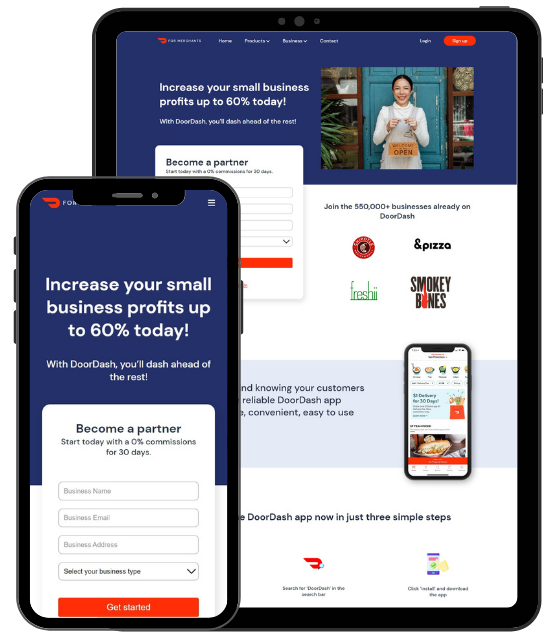 FOR MERCHANTS
Home
Products
Business
Contact
Login
Sign up
Increase your small business
profits up to 60% today!
With DoorDash, you'll dash ahead of the rest!
WELCOME
OPEN
Become a partner
Start today with a 0% commissions for 30 days.
Join the 550,000+ businesses already on
DoorDash
&pizza
freshii
SMOKEY
BONES
nd knowing your customers
reliable DoorDash app
e, convenient, easy to use
$1 Delivery
for 30 Days!
e DoorDash app now in just three simple steps
Search for 'DoorDash' in the
search bar
Click 'install' and download
the app
FOR
Increase your small
business profits up
to 60% today!
With DoorDash, you'll dash ahead of
the rest!
Become a partner
Start today with a 0% commissions
for 30 days.
Business Name
Business Email
Business Address
Select your business type
Get started